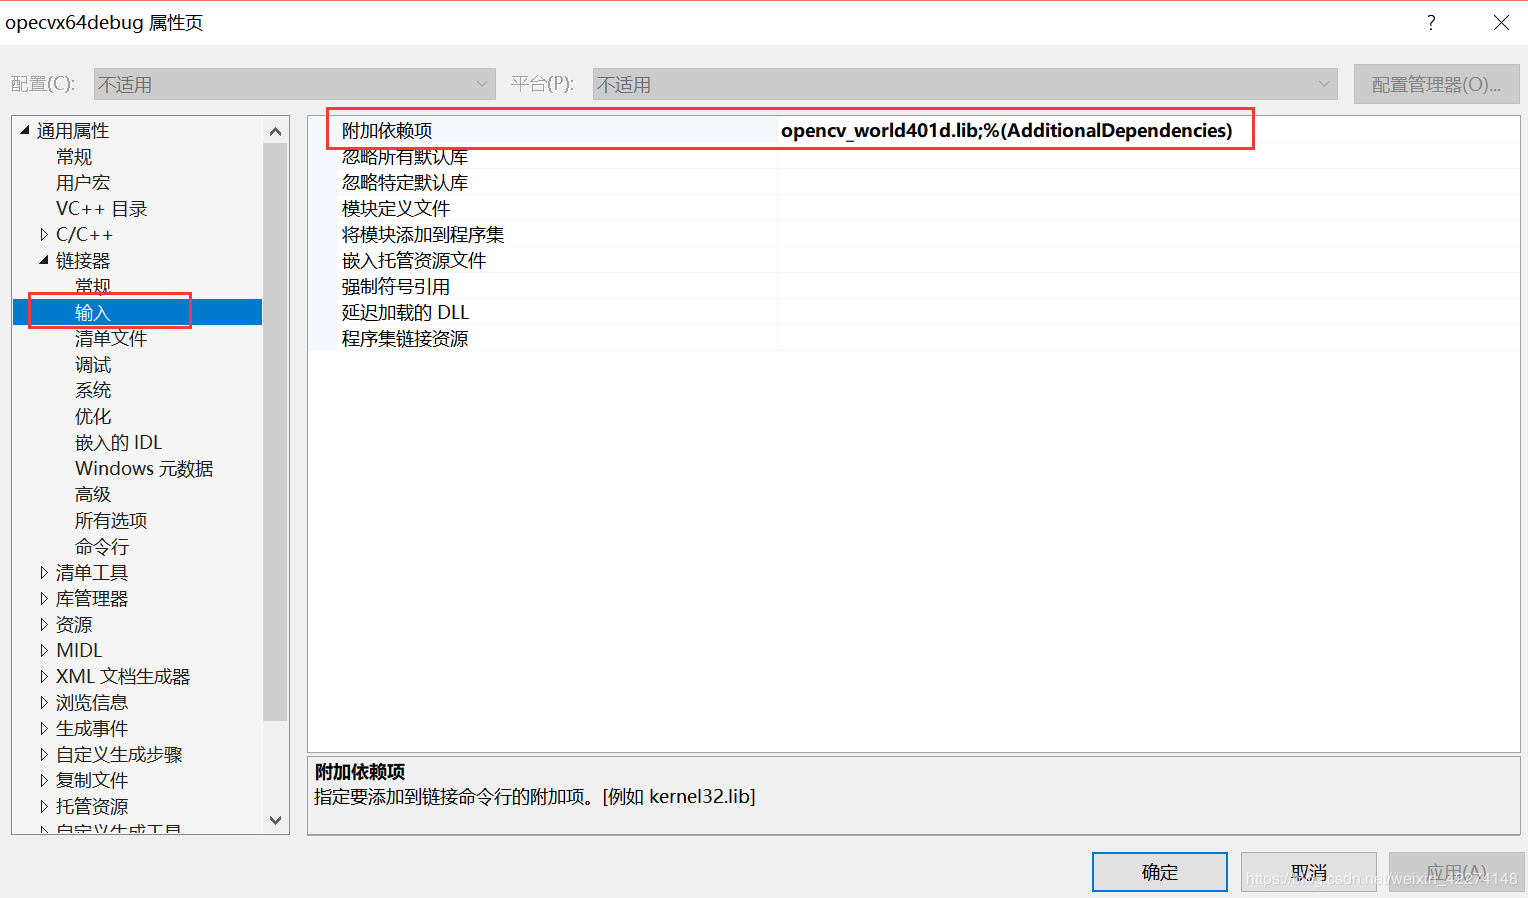 opecvx64debug 属性页
?
配置(C): 不适用 平台(P): 不适用 配置管理器(O)...
通用属性
常规
用户宏
VC++ 目录
C/C++
链接器
常规
输入
清单文件
调试
系统
优化
嵌入的 IDL
Windows 元数据
高级
所有选项
命令行
清单工具
库管理器
资源
MIDL
XML 文档生成器
浏览信息
生成事件
自定义生成步骤
复制文件
托管资源
自定义生成工具
附加依赖项 opencv_world401d.lib;%(AdditionalDependencies)
忽略所有默认库
忽略特定默认库
模块定义文件
将模块添加到程序集
嵌入托管资源文件
强制符号引用
延迟加载的 DLL
程序集链接资源
附加依赖项
指定要添加到链接命令行的附加项。[例如 kernel32.lib]
确定 取消 应用(A)
https://blog.csdn.net/weixin_42274148